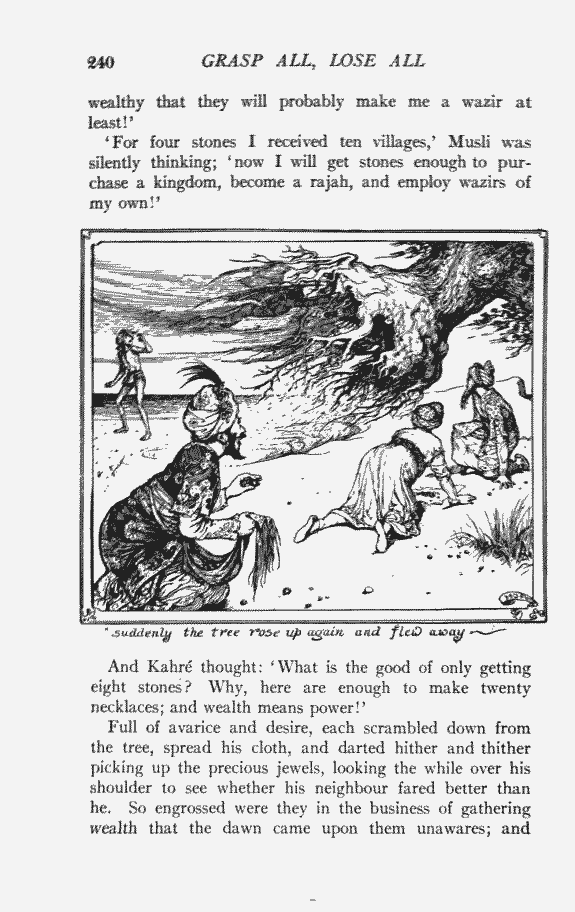 240 GRASP ALL, LOSE ALL
wealthy that they will probably make me a wazir at
least!'
'For four stones I received ten villages,' Musli was
silently thinking; 'now I will get stones enough to pur-
chase a kingdom, become a rajah, and employ wazirs of
my own!'
"suddenly the tree rose up again and flew away
And Kahré thought: 'What is the good of only getting
eight stones? Why, here are enough to make twenty
necklaces; and wealth means power!'
Full of avarice and desire, each scrambled down from
the tree, spread his cloth, and darted hither and thither
picking up the precious jewels, looking the while over his
shoulder to see whether his neighbour fared better than
he. So engrossed were they in the business of gathering
wealth that the dawn came upon them unawares; and